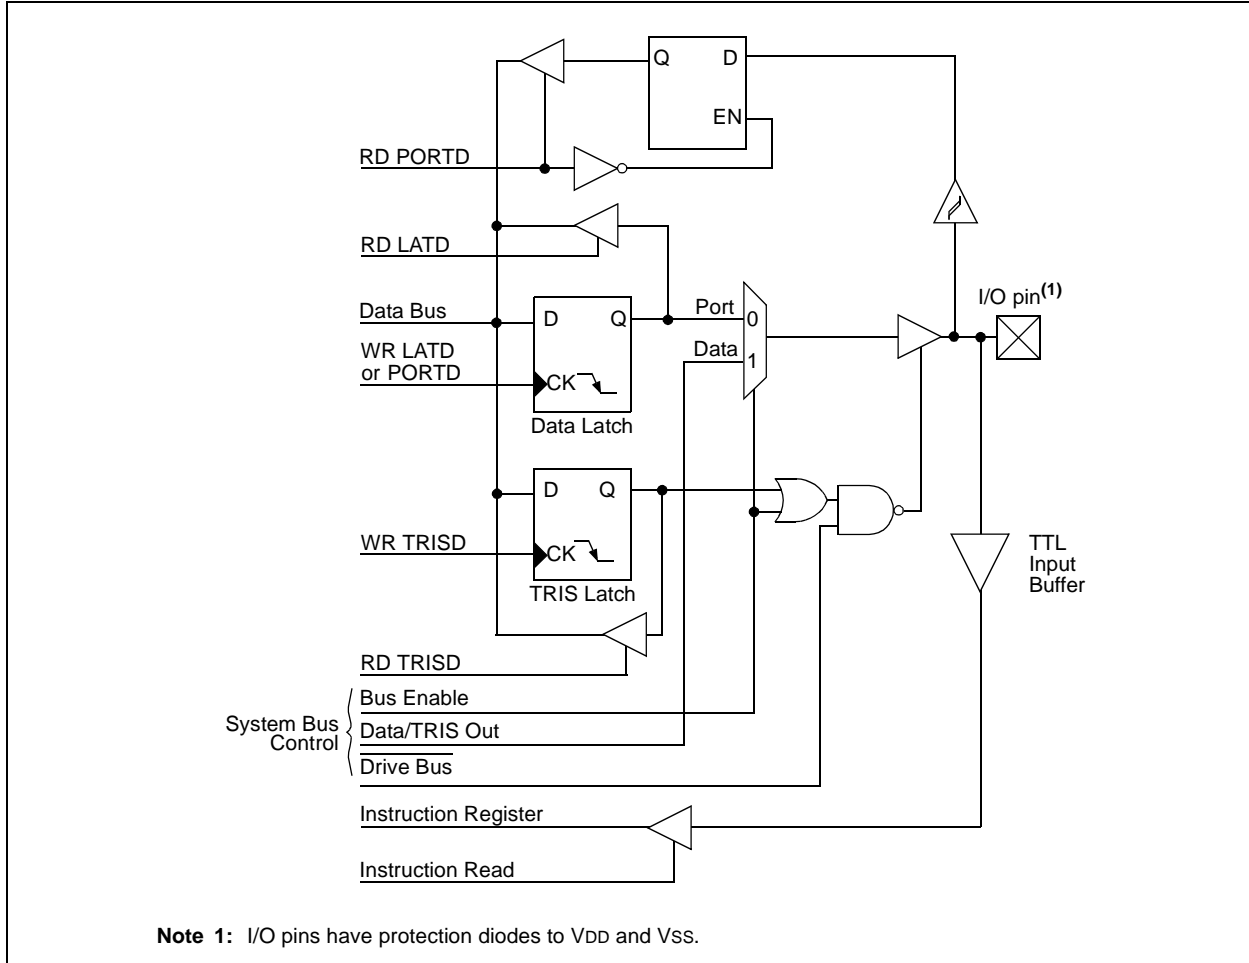 Q D
EN
RD PORTD
RD LATD
I/O pin(1)
Data Bus
D Q
Port
0
WR LATD
or PORTD
Data
1
CK
Data Latch
D Q
WR TRISD
CK
TRIS Latch
TTL
Input
Buffer
RD TRISD
System Bus
Control
Bus Enable
Data/TRIS Out
Drive Bus
Instruction Register
Instruction Read
Note 1: I/O pins have protection diodes to VDD and VSS.